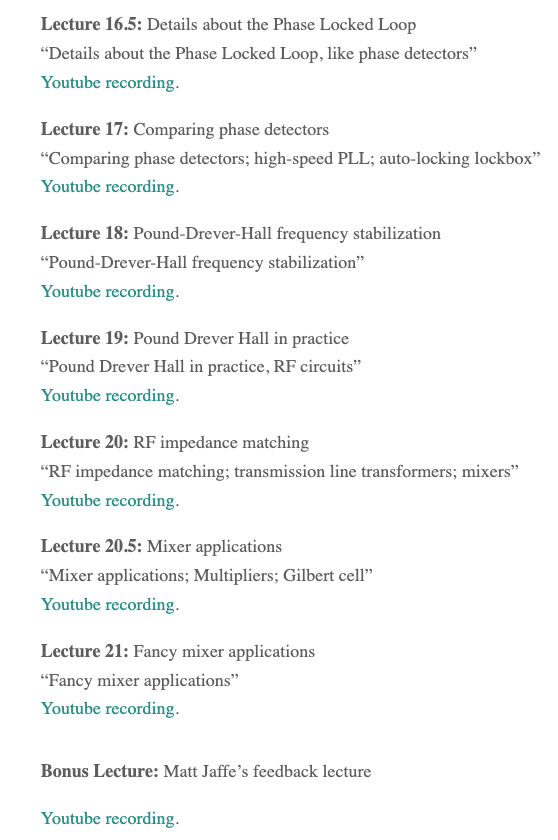 Lecture 16.5: Details about the Phase Locked Loop
“Details about the Phase Locked Loop, like phase detectors”
Youtube recording.
Lecture 17: Comparing phase detectors
“Comparing phase detectors; high-speed PLL; auto-locking lockbox”
Youtube recording.
Lecture 18: Pound-Drever-Hall frequency stabilization
“Pound-Drever-Hall frequency stabilization”
Youtube recording.
Lecture 19: Pound Drever Hall in practice
“Pound Drever Hall in practice, RF circuits”
Youtube recording.
Lecture 20: RF impedance matching
“RF impedance matching; transmission line transformers; mixers”
Youtube recording.
Lecture 20.5: Mixer applications
“Mixer applications; Multipliers; Gilbert cell”
Youtube recording.
Lecture 21: Fancy mixer applications
“Fancy mixer applications”
Youtube recording.
Bonus Lecture: Matt Jaffe’s feedback lecture
Youtube recording.